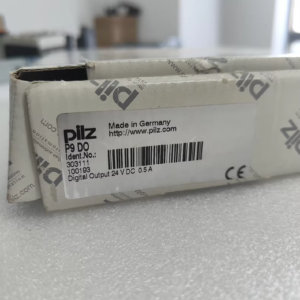 pilz
Made in Germany
http://www.pilz.com
P9 DO
Ident.No.:
303111
100193
Digital Output 24 V DC 0.5 A
CE
pilz
pilz
pilz